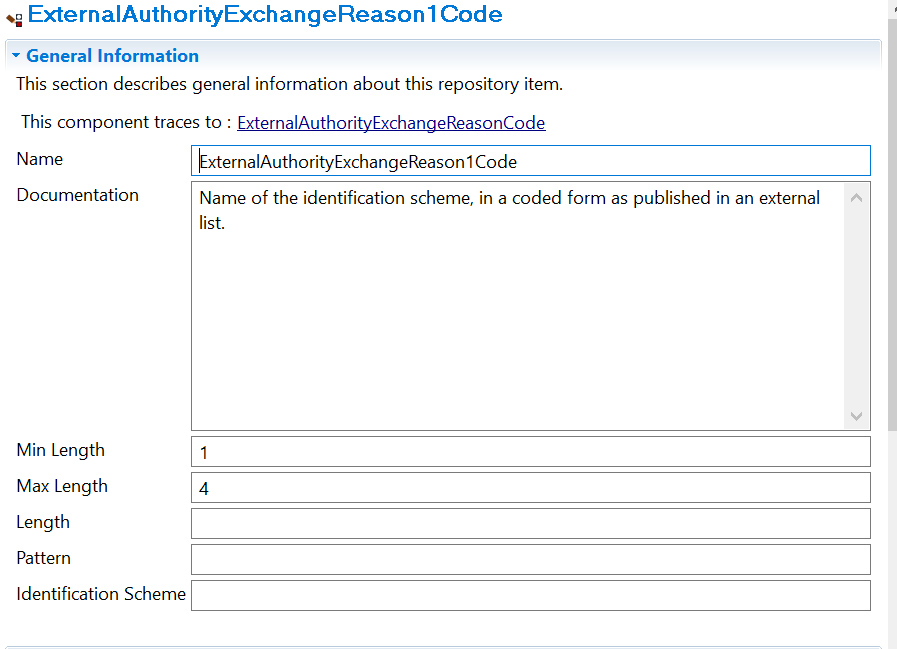 ExternalAuthorityExchangeReason1Code
General Information
This section describes general information about this repository item.
This component traces to : ExternalAuthorityExchangeReasonCode
Name ExternalAuthorityExchangeReason1Code
Documentation Name of the identification scheme, in a coded form as published in an external
list.
Min Length 1
Max Length 4
Length
Pattern
Identification Scheme